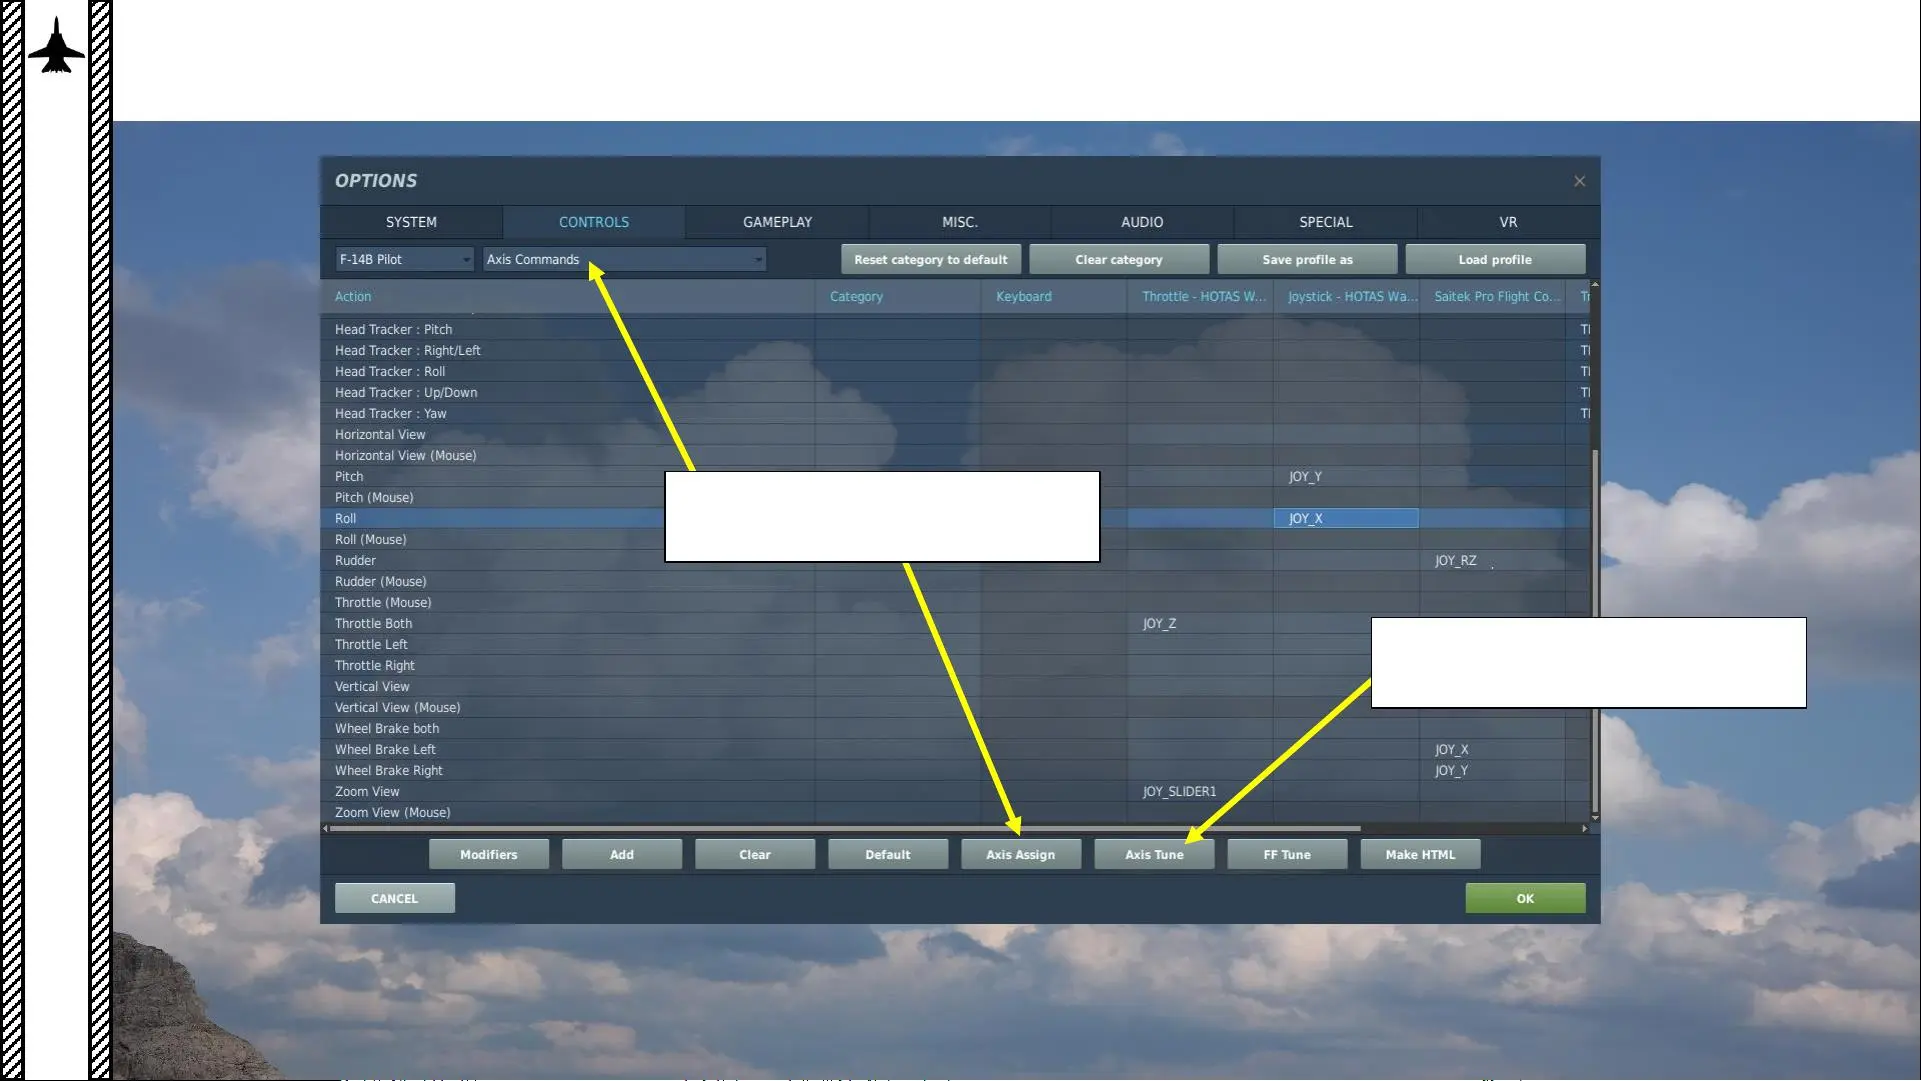 OPTIONS
SYSTEM CONTROLS GAMEPLAY MISC. AUDIO SPECIAL VR
F-14B Pilot Axis Commands Reset category to default Clear category Save profile as Load profile
Action Category Keyboard Throttle - HOTAS W... Joystick - HOTAS Wa... Saitek Pro Flight Co...
Head Tracker : Pitch
Head Tracker : Right/Left
Head Tracker : Roll
Head Tracker : Up/Down
Head Tracker : Yaw
Horizontal View
Horizontal View (Mouse)
Pitch JOY_Y
Pitch (Mouse)
Roll JOY_X
Roll (Mouse)
Rudder JOY_RZ
Rudder (Mouse)
Throttle (Mouse)
Throttle Both JOY_Z
Throttle Left
Throttle Right
Vertical View
Vertical View (Mouse)
Wheel Brake both
Wheel Brake Left JOY_X
Wheel Brake Right JOY_Y
Zoom View JOY_SLIDER1
Zoom View (Mouse)
Modifiers Add Clear Default Axis Assign Axis Tune FF Tune Make HTML
CANCEL OK